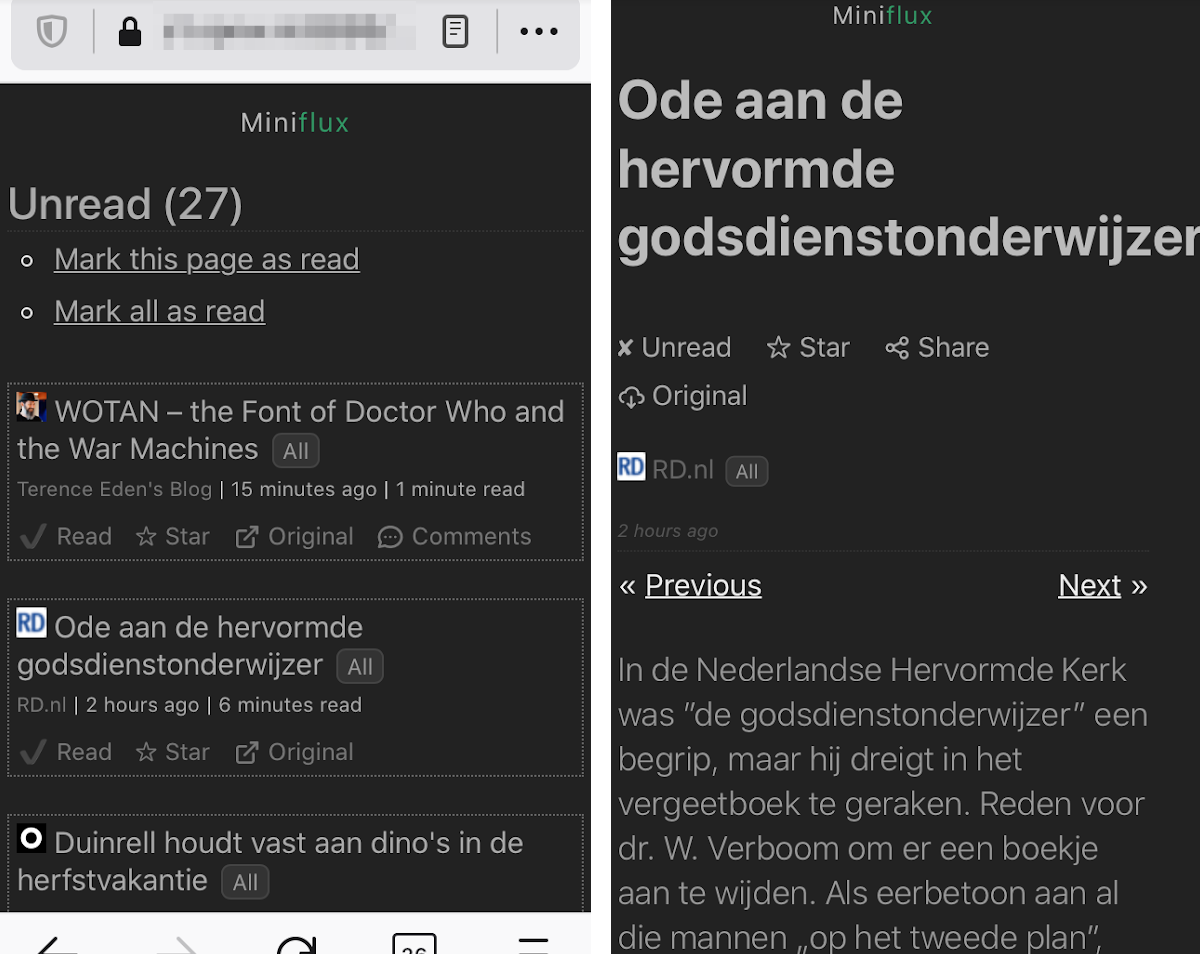 Miniflux
Unread (27)
Mark this page as read
Mark all as read
WOTAN – the Font of Doctor Who and
the War Machines All
Terence Eden's Blog | 15 minutes ago | 1 minute read
Read Star Original Comments
RD Ode aan de hervormde
godsdienstonderwijzer All
RD.nl | 2 hours ago | 6 minutes read
Read Star Original
Duinrell houdt vast aan dino's in de
herfstvakantie All
Miniflux
Ode aan de
hervormde
godsdienstonderwijzer
✘ Unread Star Share
Original
RD RD.nl All
2 hours ago
« Previous Next »
In de Nederlandse Hervormde Kerk
was ”de godsdienstonderwijzer” een
begrip, maar hij dreigt in het
vergeetboek te geraken. Reden voor
dr. W. Verboom om er een boekje
aan te wijden. Als eerbetoon aan al
die mannen „op het tweede plan”,